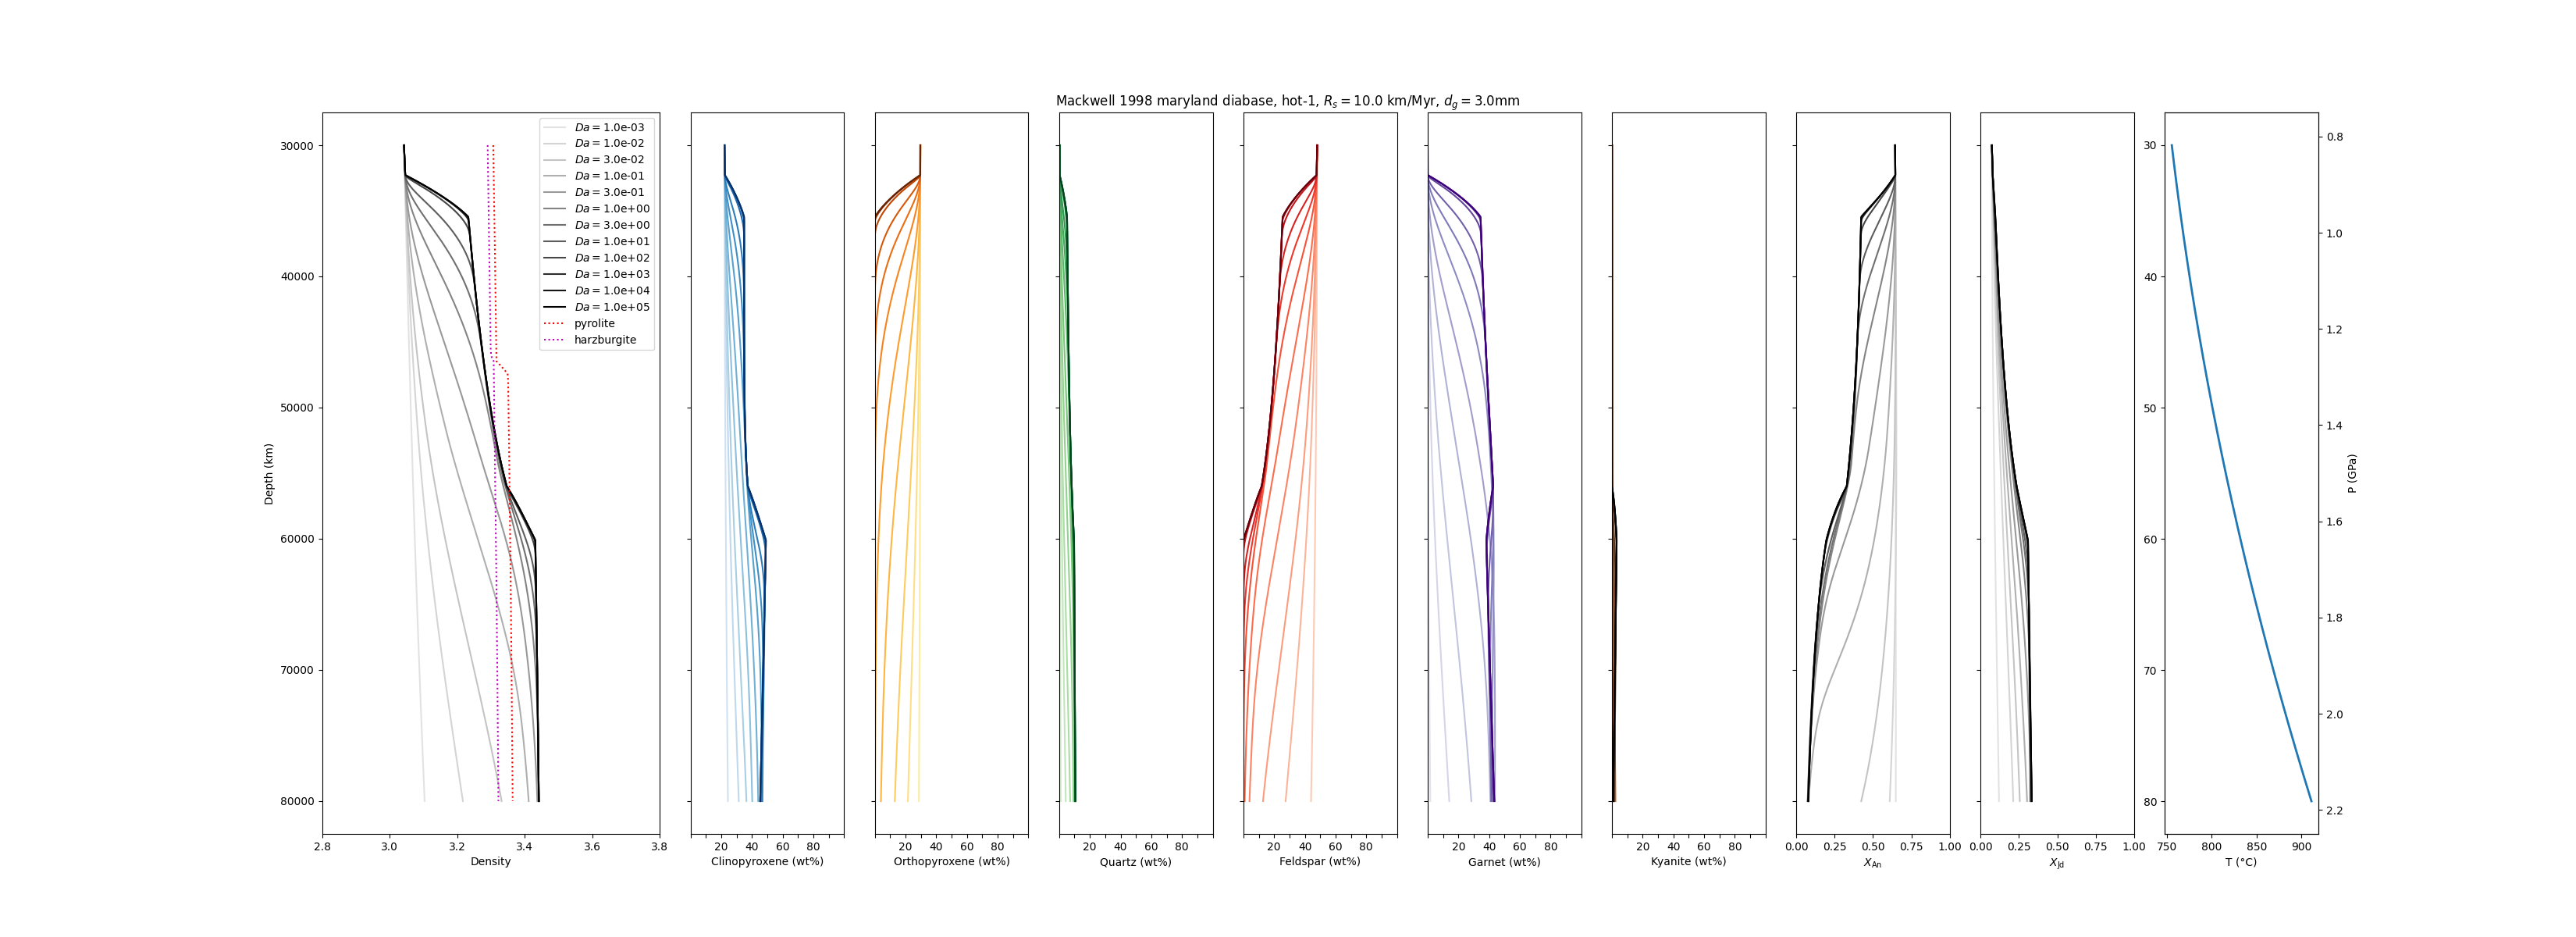 Mackwell 1998 maryland diabase, hot-1, R_s = 10.0 km/Myr, d_g = 3.0mm
Da = 1.0e-03
Da = 1.0e-02
Da = 3.0e-02
Da = 1.0e-01
Da = 3.0e-01
Da = 1.0e+00
Da = 3.0e+00
Da = 1.0e+01
Da = 1.0e+02
Da = 1.0e+03
Da = 1.0e+04
Da = 1.0e+05
pyrolite
harzburgite
30000
40000
50000
60000
70000
80000
Depth (km)
2.8 3.0 3.2 3.4 3.6 3.8
Density
20 40 60 80
Clinopyroxene (wt%)
20 40 60 80
Orthopyroxene (wt%)
20 40 60 80
Quartz (wt%)
20 40 60 80
Feldspar (wt%)
20 40 60 80
Garnet (wt%)
20 40 60 80
Kyanite (wt%)
0.00 0.25 0.50 0.75 1.00
X_An
0.00 0.25 0.50 0.75 1.00
X_Jd
30
40
50
60
70
80
750 800 850 900
T (°C)
0.8
1.0
1.2
1.4
1.6
1.8
2.0
2.2
P (GPa)